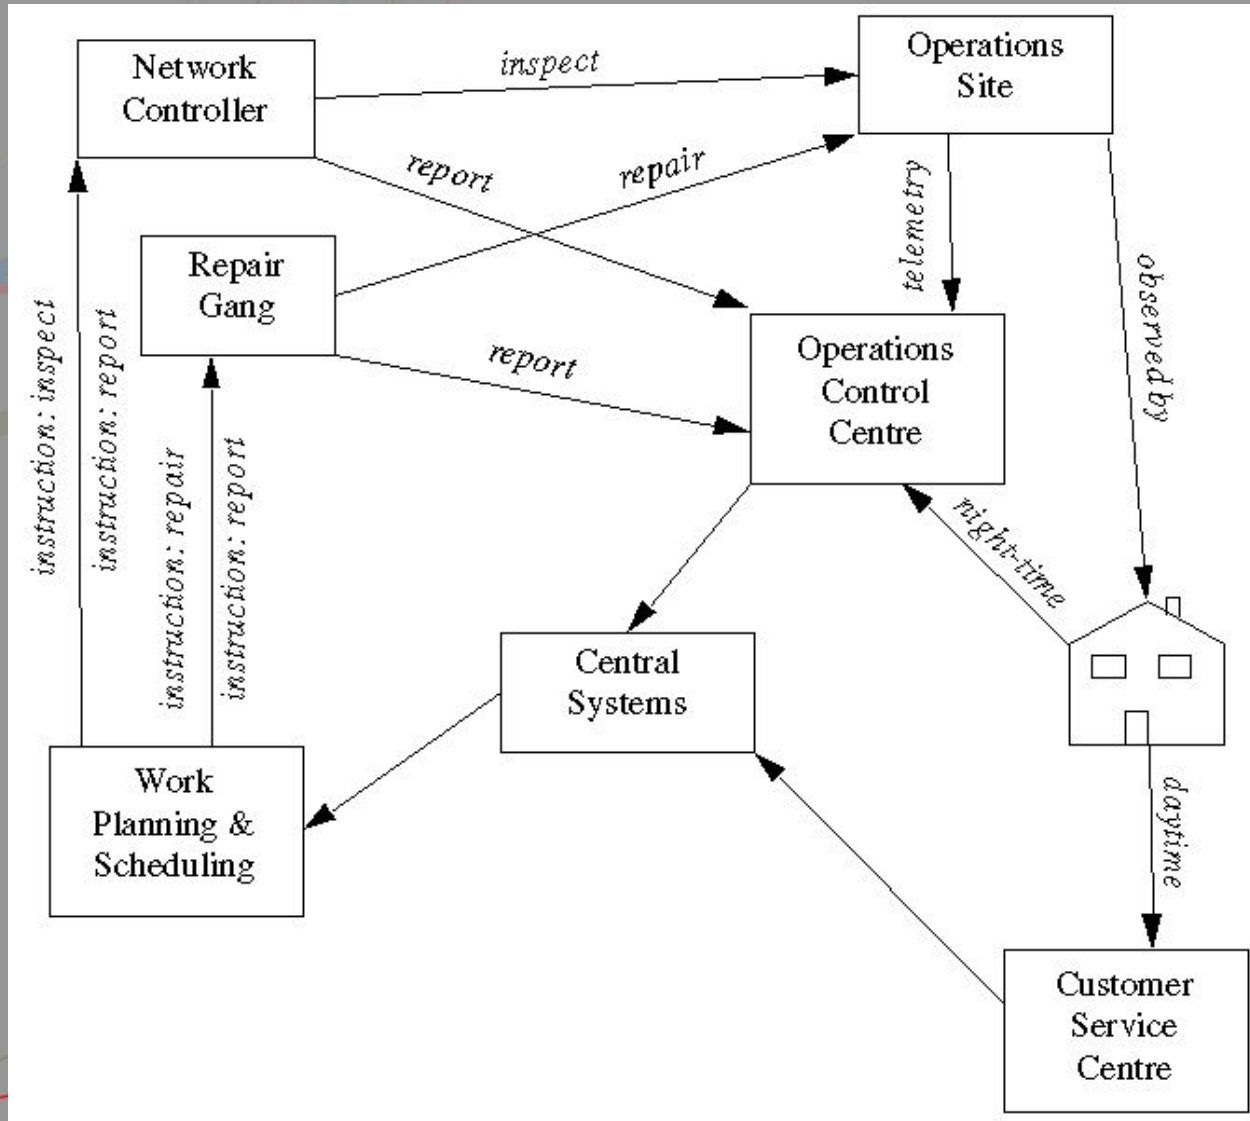 Network
Controller
inspect
Operations
Site
report
repair
telemetry
observed by
Repair
Gang
report
Operations
Control
Centre
instruction: inspect
instruction: report
instruction: repair
instruction: report
night-time
Central
Systems
Work
Planning &
Scheduling
daytime
Customer
Service
Centre